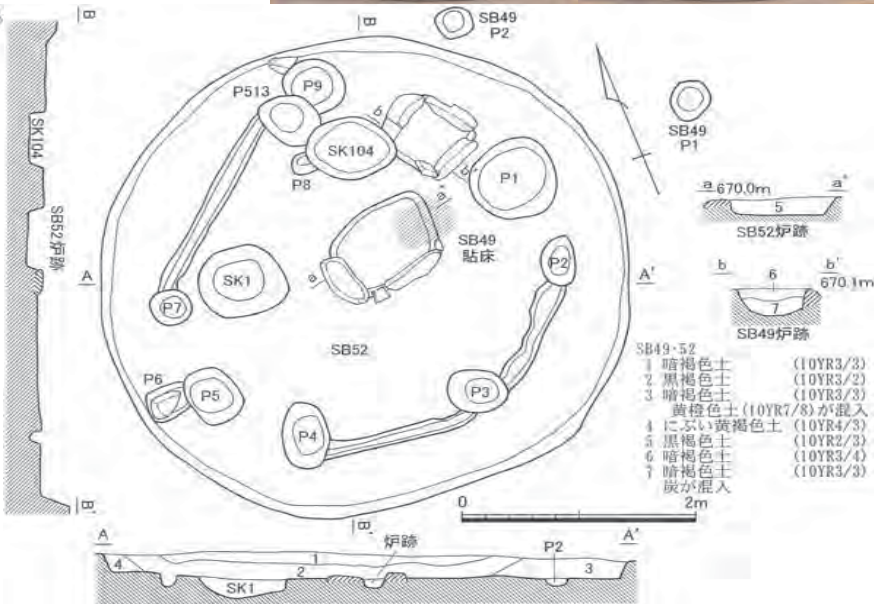 B
B
SB49
P2
SB49
P1
P9
P513
b
SK104
P8
b'
P1
SK104
a 670.0m a'
5
SB52炉跡
a'
SB49
貼床
P2
SB52炉跡
b 6 b'
670.1m
7
SB49炉跡
A
SK1
a
A'
P7
SB52
P6
P5
P3
P4
SB49・52
1 暗褐色土 (10YR3/3)
2 黒褐色土 (10YR3/2)
3 暗褐色土 (10YR3/3)
黄橙色土(10YR7/8)が混入
4 にぶい黄褐色土 (10YR4/3)
5 黒褐色土 (10YR2/3)
6 暗褐色土 (10YR3/4)
7 暗褐色土 (10YR3/3)
炭が混入
0 2m
B'
B'
A
炉跡
P2
A'
1
4
2
3
SK1